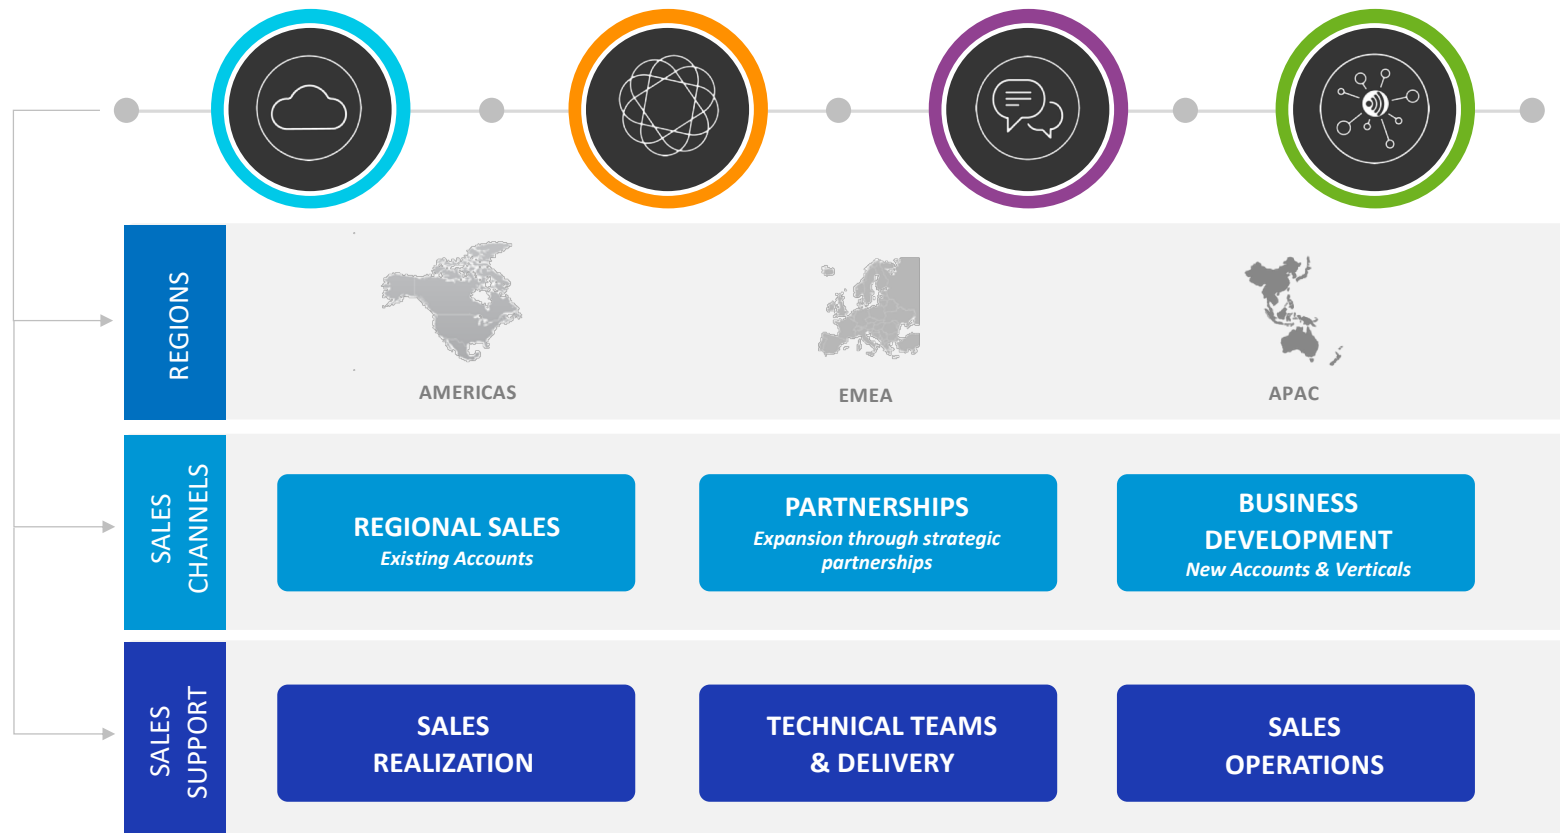 REGIONS
AMERICAS
EMEA
APAC
SALES
CHANNELS
REGIONAL SALES
Existing Accounts
PARTNERSHIPS
Expansion through strategic
partnerships
BUSINESS
DEVELOPMENT
New Accounts & Verticals
SALES
SUPPORT
SALES
REALIZATION
TECHNICAL TEAMS
& DELIVERY
SALES
OPERATIONS